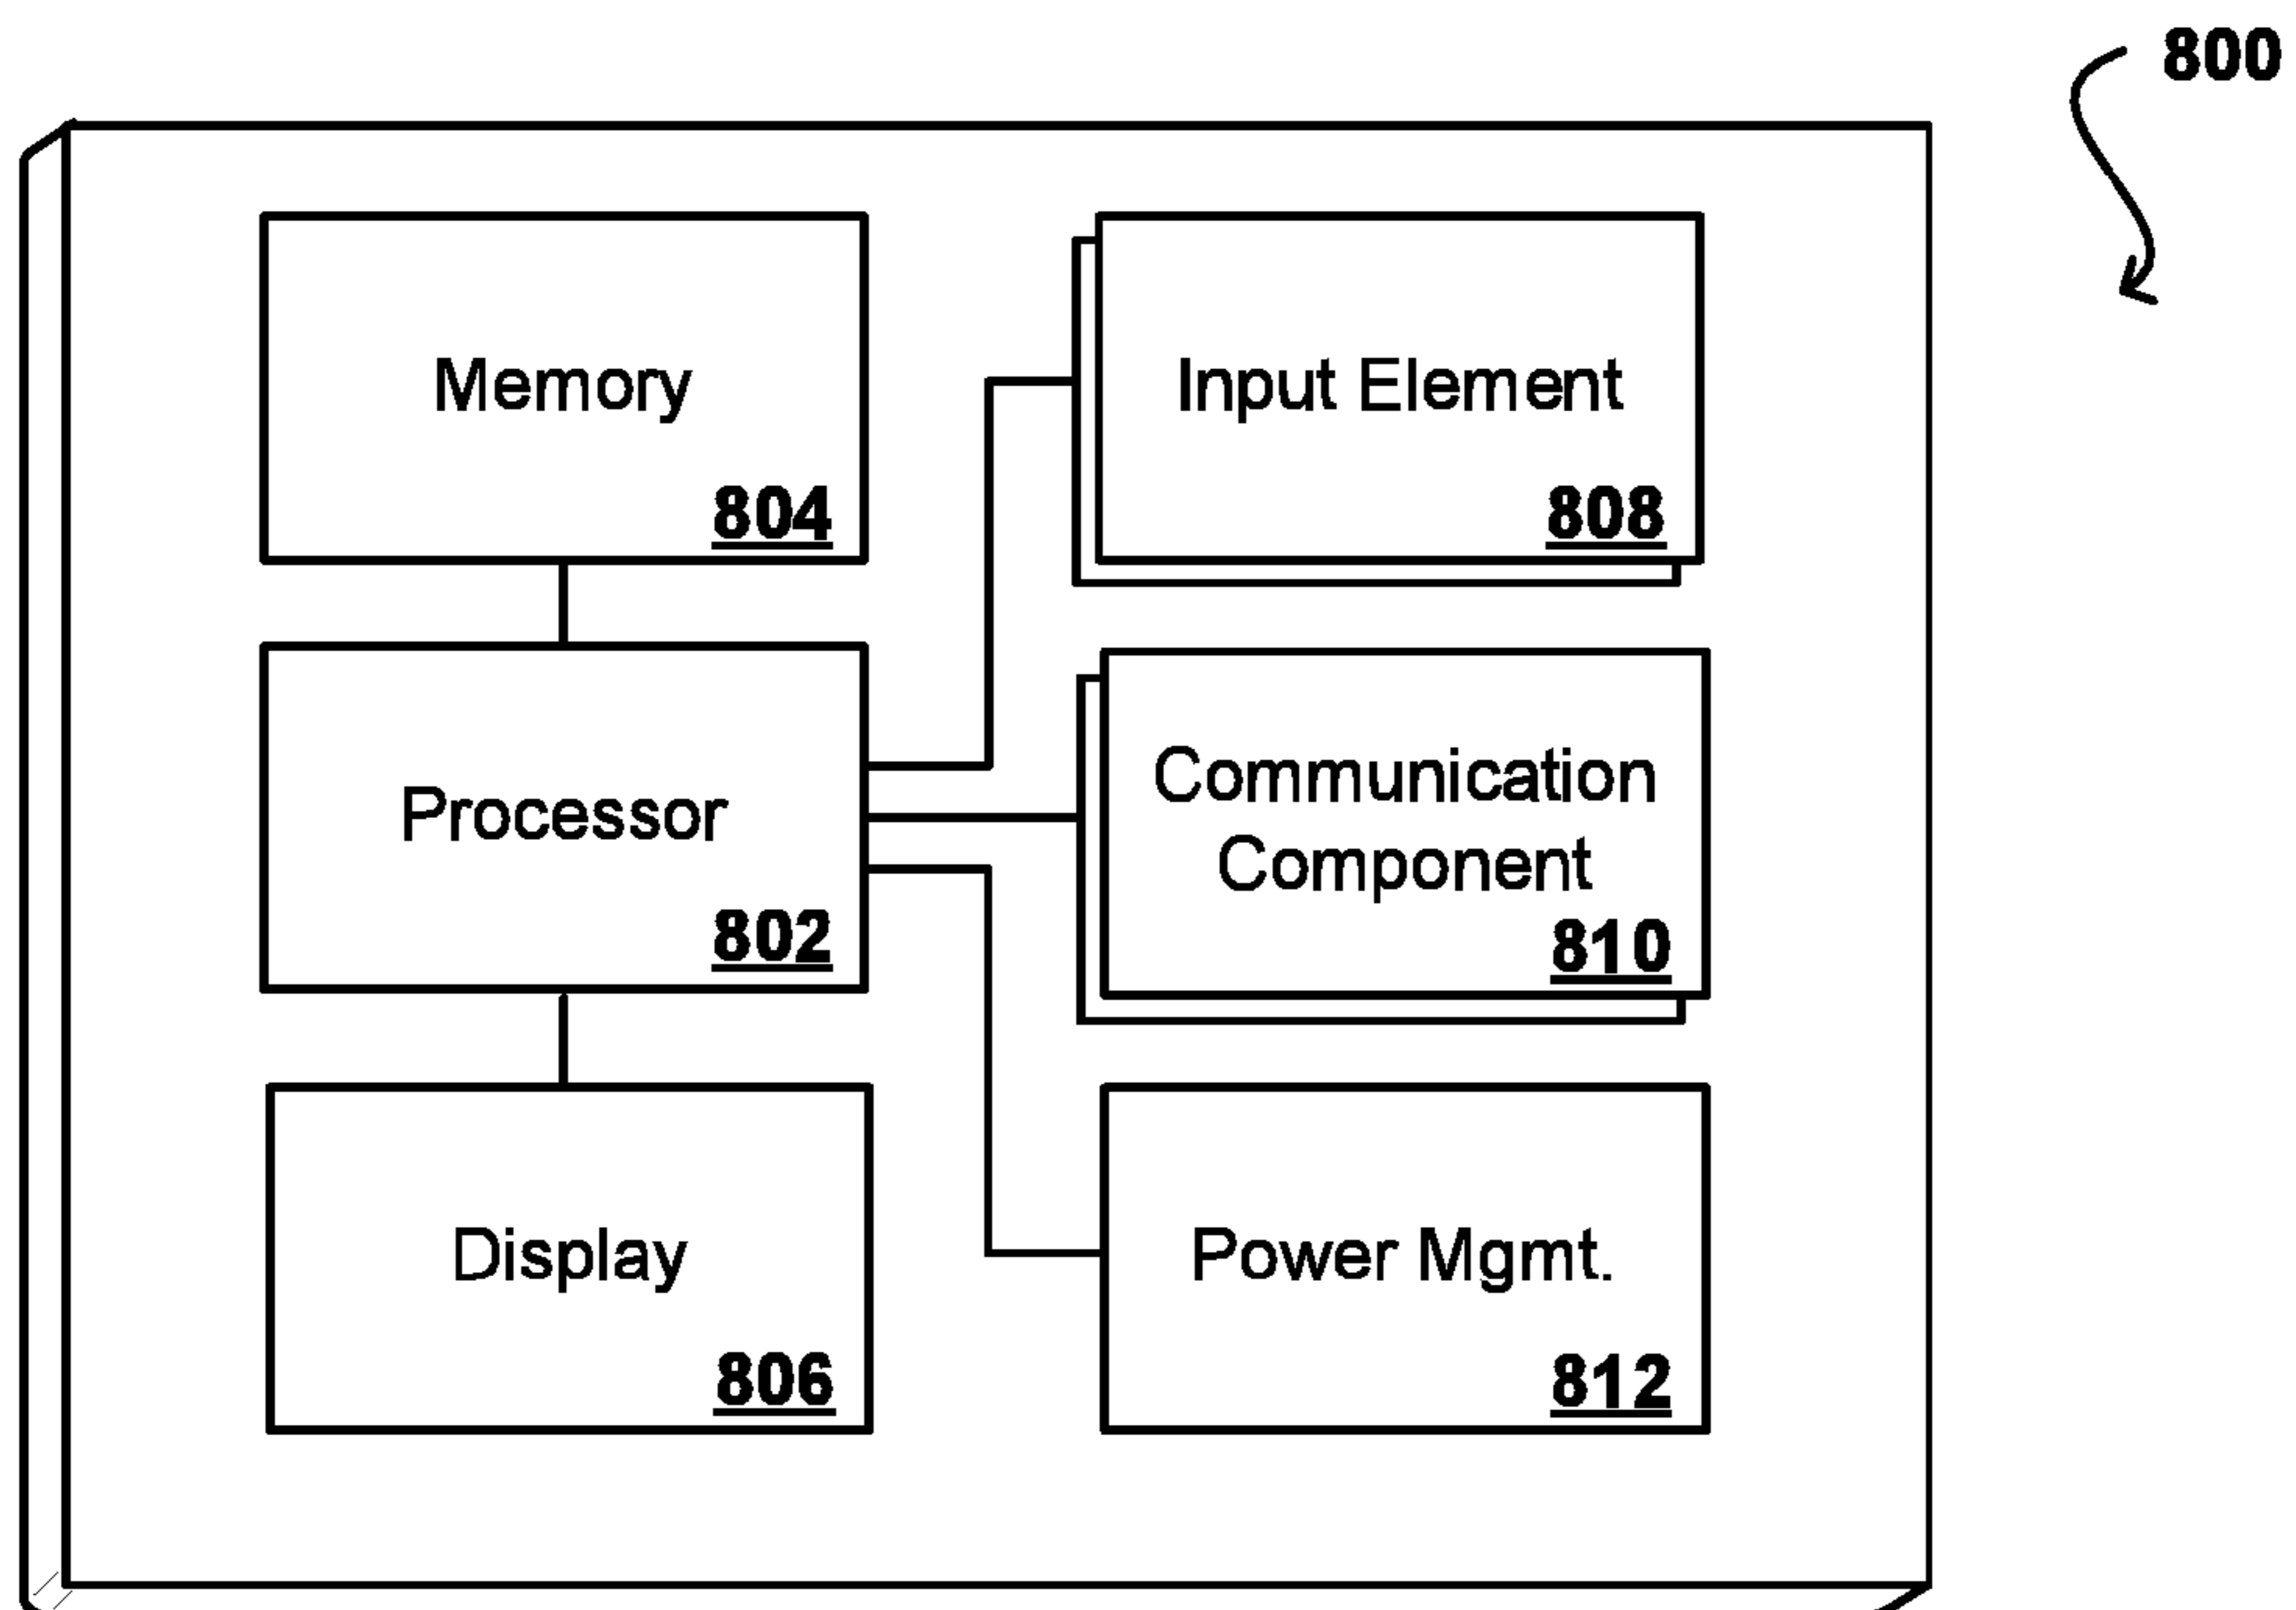 800
Memory
804
Input Element
808
Processor
802
Communication
Component
810
Display
806
Power Mgmt.
812